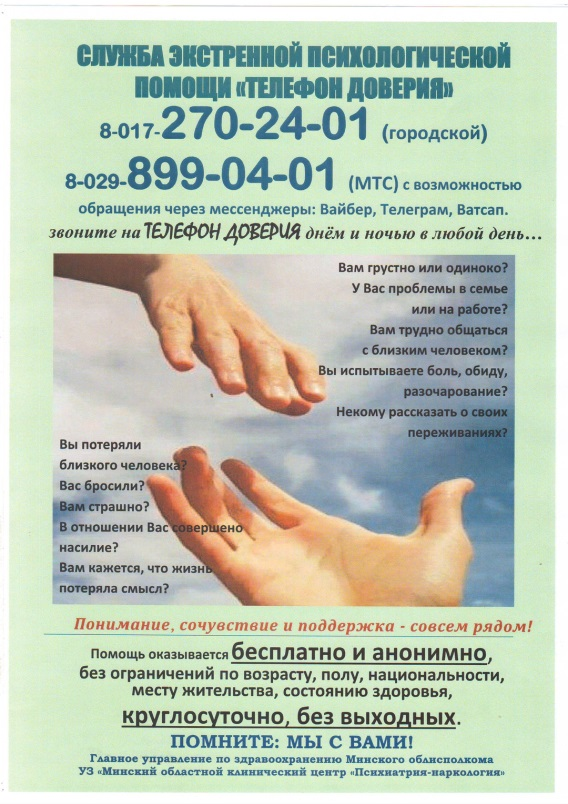 СЛУЖБА ЭКСТРЕННОЙ ПСИХОЛОГИЧЕСКОЙ
ПОМОЩИ «ТЕЛЕФОН ДОВЕРИЯ»
8-017-270-24-01 (городской)
8-029-899-04-01 (МТС) с возможностью
обращения через мессенджеры: Вайбер, Телеграм, Ватсап.
звоните на ТЕЛЕФОН ДОВЕРИЯ днём и ночью в любой день...
Вам грустно или одиноко?
У Вас проблемы в семье
или на работе?
Вам трудно общаться
с близким человеком?
Вы испытываете боль, обиду,
разочарование?
Некому рассказать о своих
переживаниях?
Вы потеряли
близкого человека?
Вас бросили?
Вам страшно?
В отношении Вас совершено
насилие?
Вам кажется, что жизнь
потеряла смысл?
Понимание, сочувствие и поддержка - совсем рядом!
Помощь оказывается бесплатно и анонимно,
без ограничений по возрасту, полу, национальности,
месту жительства, состоянию здоровья,
круглосуточно, без выходных.
ПОМНИТЕ: МЫ С ВАМИ!
Главное управление по здравоохранению Минского облисполкома
УЗ «Минский областной клинический центр «Психиатрия-наркология»